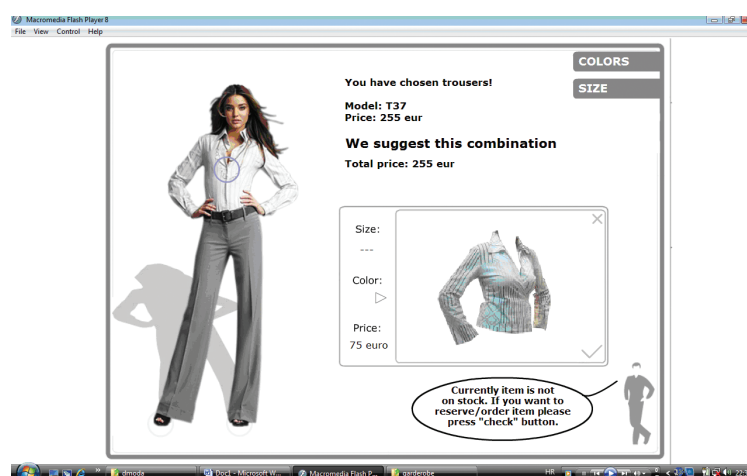 Macromedia Flash Player 8
File View Control Help
COLORS
SIZE
You have chosen trousers!
Model: T37
Price: 255 eur
We suggest this combination
Total price: 255 eur
Size:
---
Color:
Price:
75 euro
Currently item is not
on stock. If you want to
reserve/order item please
press "check" button.
dmoda
Doc1 - Microsoft W...
Macromedia Flash P...
garderobe
HR